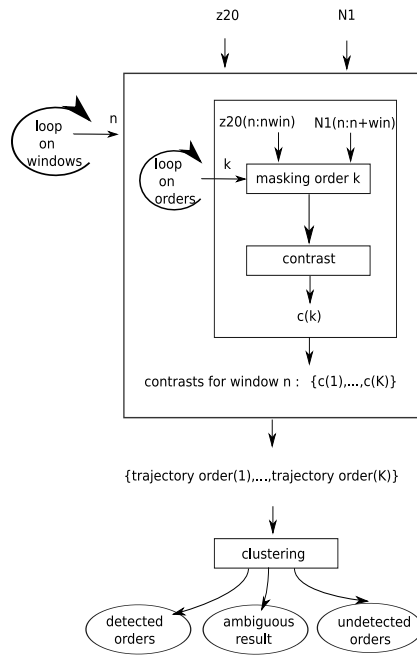 z20
N1
loop
on
windows
n
z20(n:nwin)
N1(n:n+win)
loop
on
orders
k
masking order k
contrast
c(k)
contrasts for window n : {c(1),...,c(K)}
{trajectory order(1),...,trajectory order(K)}
clustering
detected
orders
ambiguous
result
undetected
orders